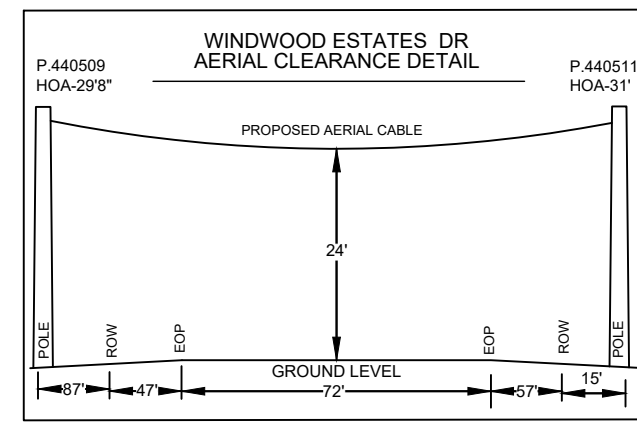 WINDWOOD ESTATES DR
AERIAL CLEARANCE DETAIL
P.440509
HOA-29'8"
P.440511
HOA-31'
PROPOSED AERIAL CABLE
24'
POLE
ROW
EOP
EOP
ROW
POLE
GROUND LEVEL
87'
47'
72'
57'
15'